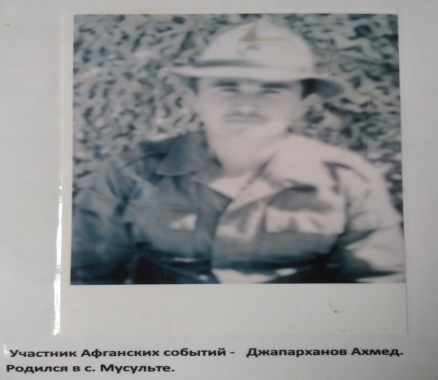 Участник Афганских событий - Джапарханов Ахмед.
Родился в с. Мусульте.